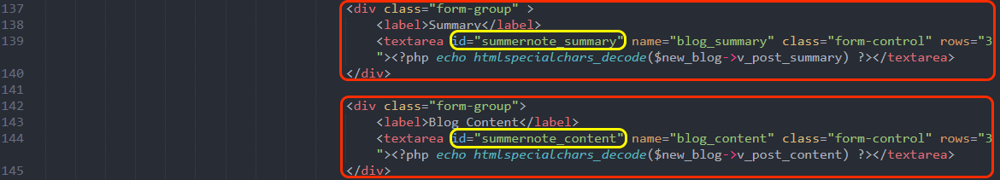 137 <div class="form-group" >
138 <label>Summary</label>
139 <textarea id="summernote_summary" name="blog_summary" class="form-control" rows="3
"><?php echo htmlspecialchars_decode($new_blog->v_post_summary) ?></textarea>
140 </div>
141
142 <div class="form-group">
143 <label>Blog Content</label>
144 <textarea id="summernote_content" name="blog_content" class="form-control" rows="3
"><?php echo htmlspecialchars_decode($new_blog->v_post_content) ?></textarea>
145 </div>